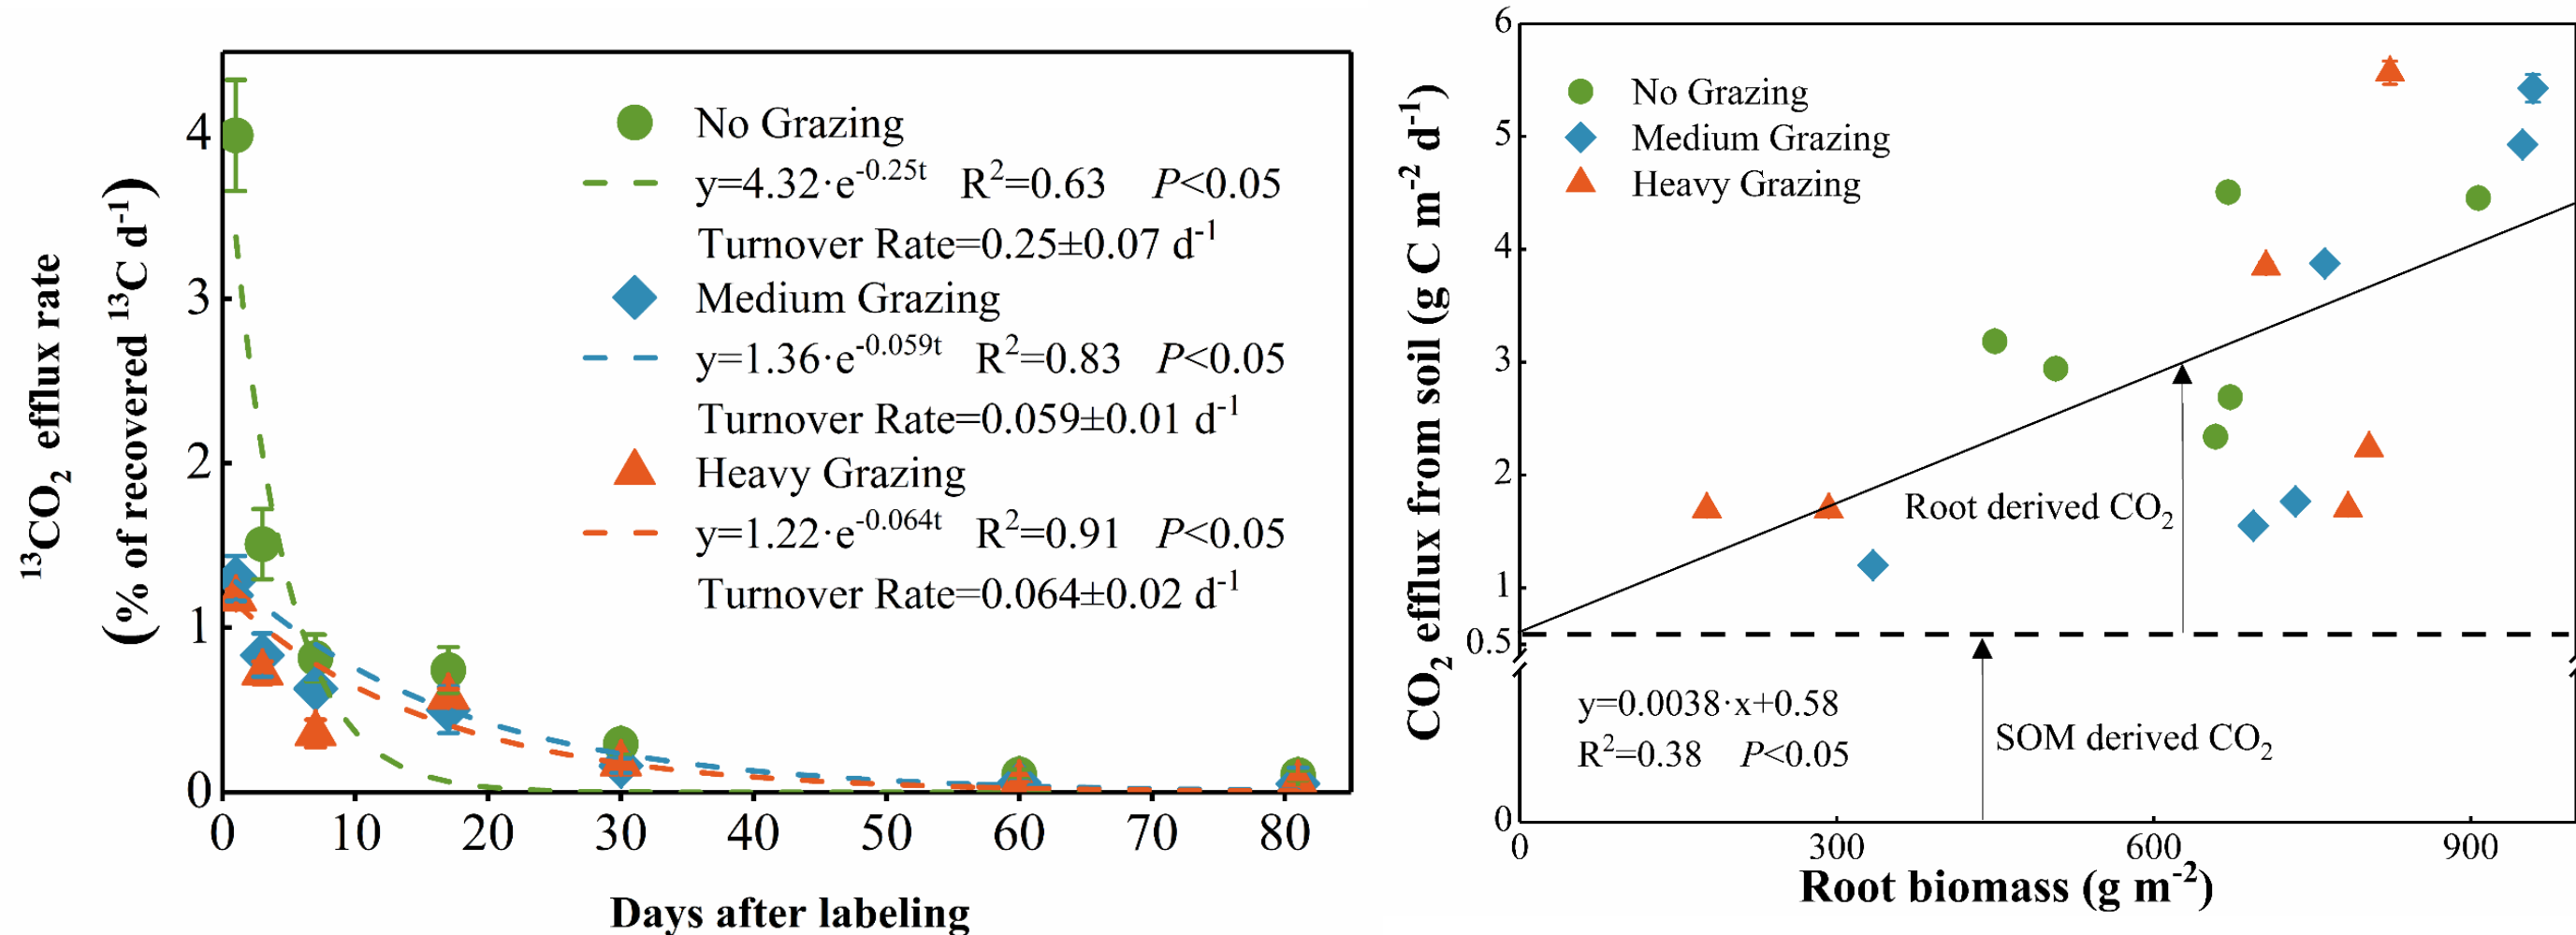 ¹³CO₂ efflux rate
(% of recovered ¹³C d⁻¹)
4
3
2
1
0
No Grazing
y=4.32·e⁻⁰·²⁵ᵗ R²=0.63 P<0.05
Turnover Rate=0.25±0.07 d⁻¹
Medium Grazing
y=1.36·e⁻⁰·⁰⁵⁹ᵗ R²=0.83 P<0.05
Turnover Rate=0.059±0.01 d⁻¹
Heavy Grazing
y=1.22·e⁻⁰·⁰⁶⁴ᵗ R²=0.91 P<0.05
Turnover Rate=0.064±0.02 d⁻¹
0 10 20 30 40 50 60 70 80
Days after labeling
CO₂ efflux from soil (g C m⁻² d⁻¹)
6
5
4
3
2
1
0.5
0
No Grazing
Medium Grazing
Heavy Grazing
Root derived CO₂
y=0.0038·x+0.58
R²=0.38 P<0.05
SOM derived CO₂
0 300 600 900
Root biomass (g m⁻²)